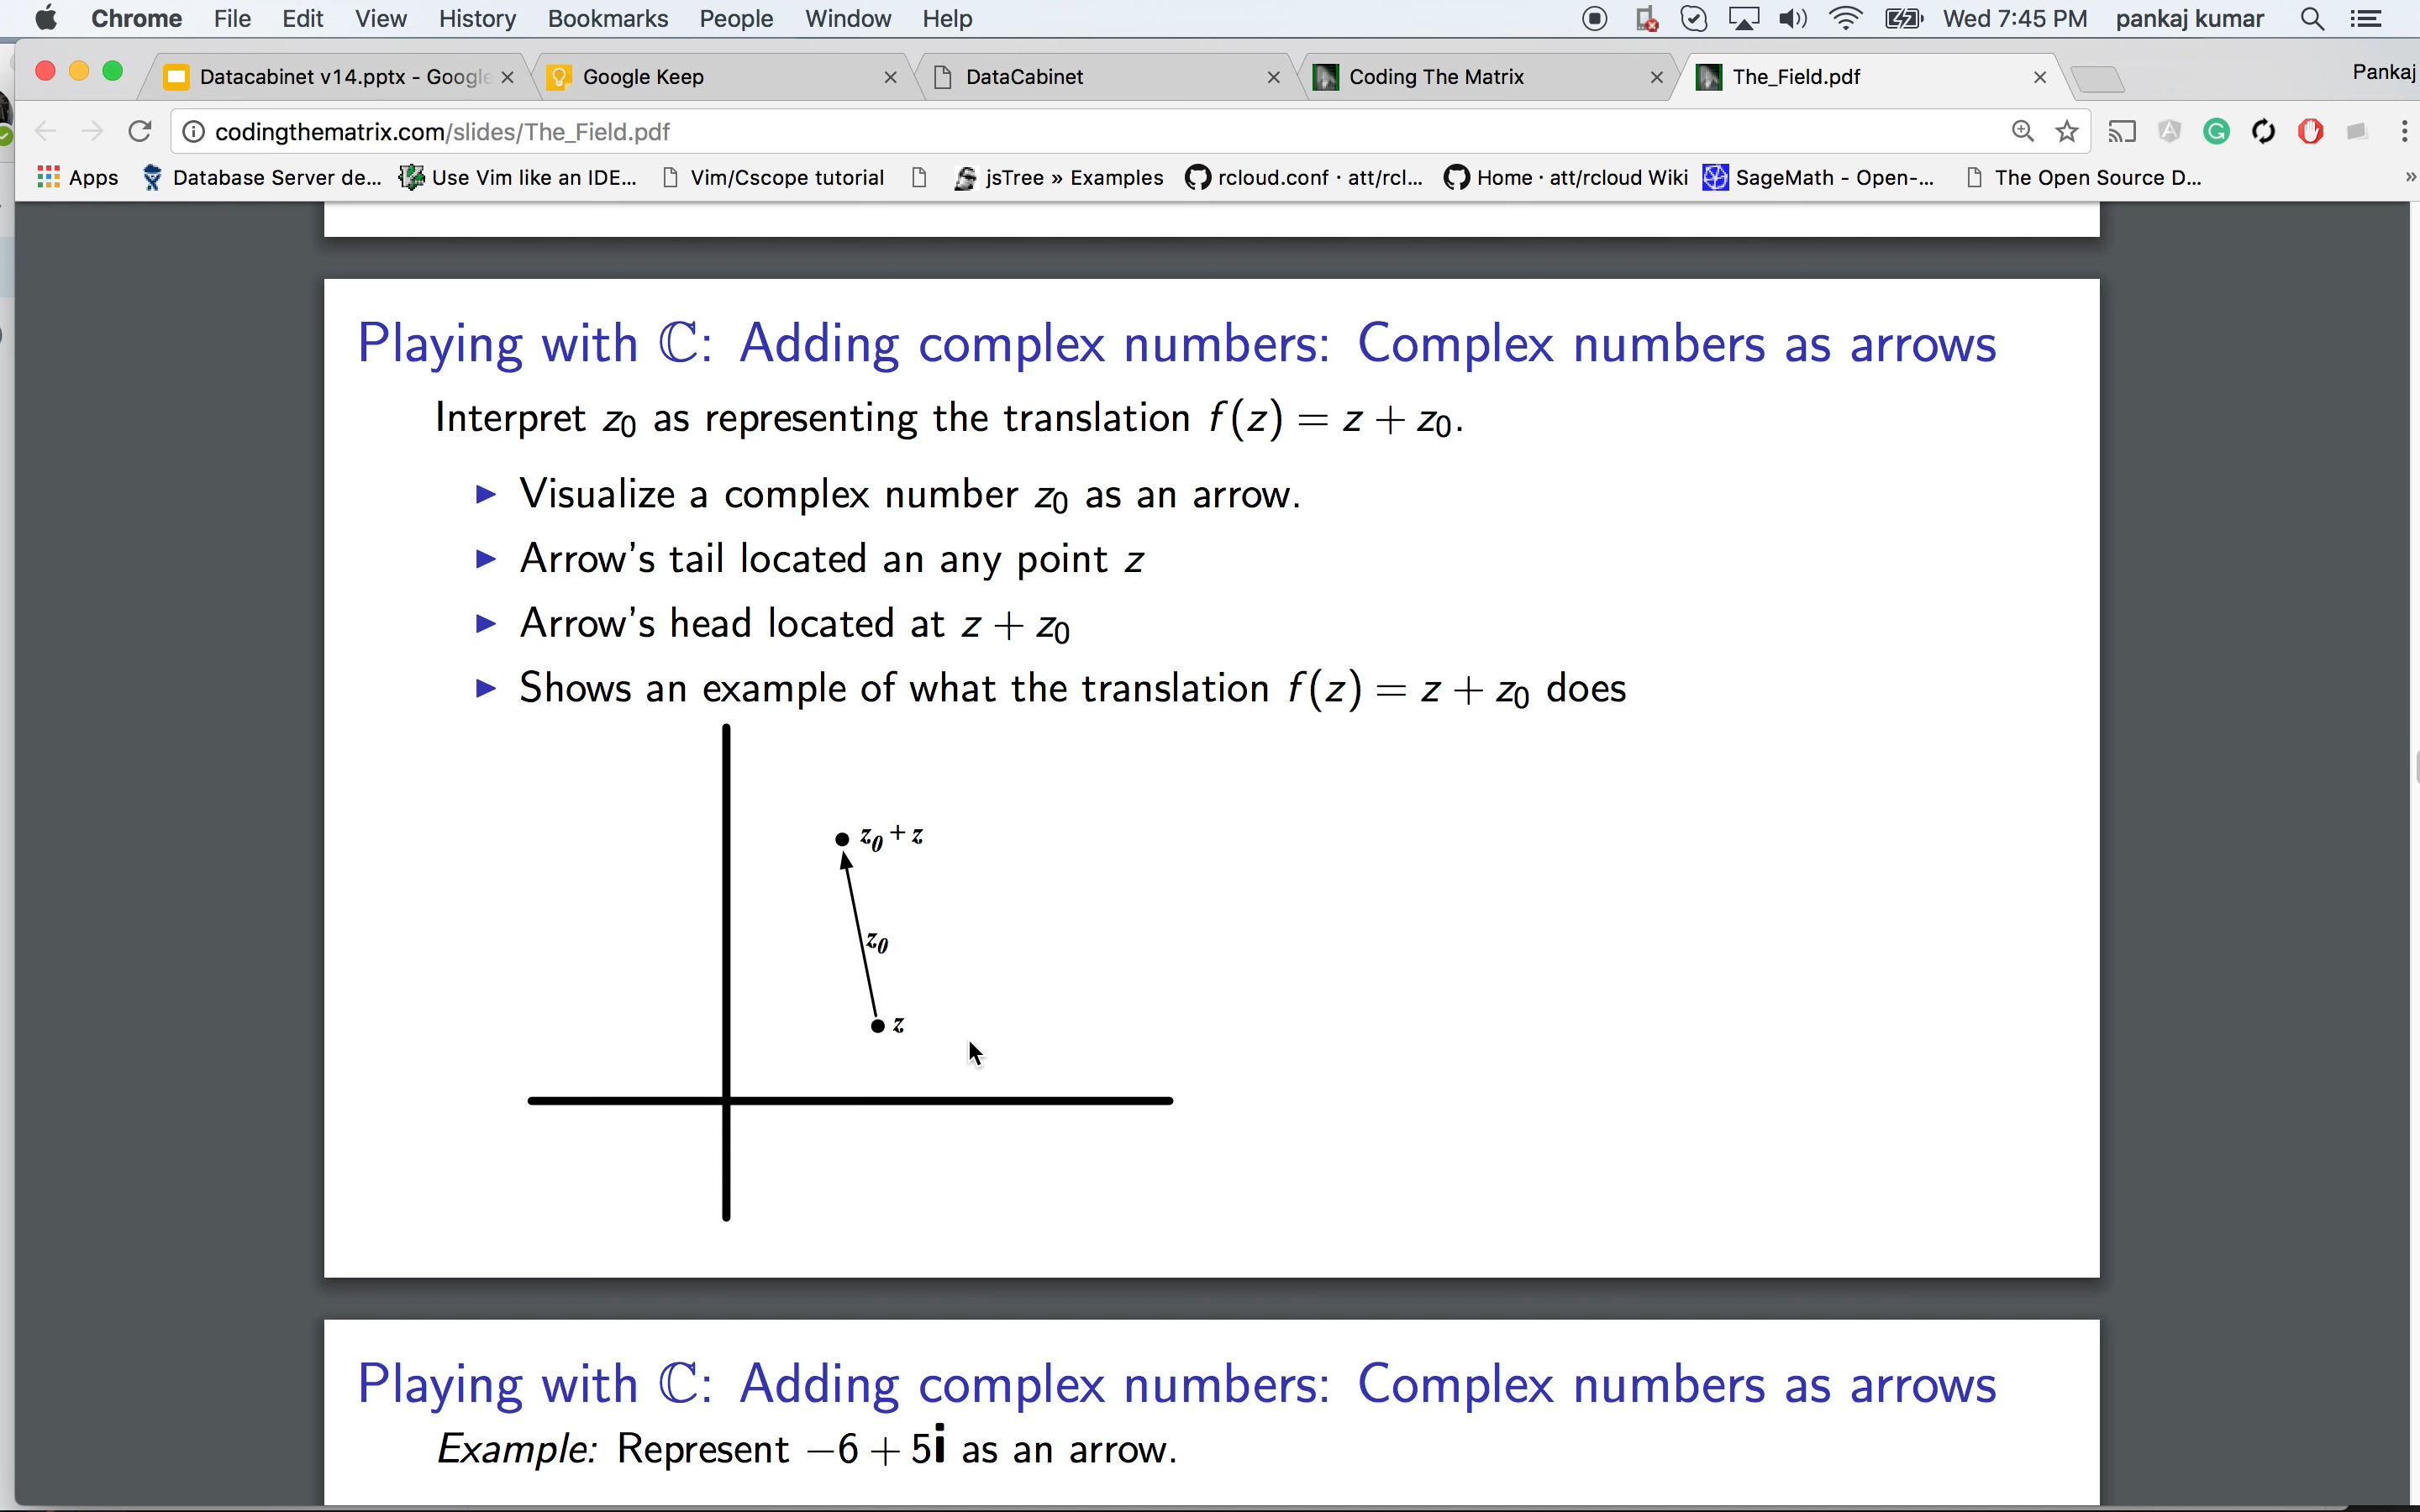 Chrome File Edit View History Bookmarks People Window Help Wed 7:45 PM pankaj kumar
Datacabinet v14.pptx - Google Google Keep DataCabinet Coding The Matrix The_Field.pdf Pankaj
codingthematrix.com/slides/The_Field.pdf
Apps Database Server de... Use Vim like an IDE... Vim/Cscope tutorial jsTree » Examples rcloud.conf · att/rcl... Home · att/rcloud Wiki SageMath - Open-... The Open Source D... »
Playing with ℂ: Adding complex numbers: Complex numbers as arrows
Interpret z₀ as representing the translation f(z) = z + z₀.
▶ Visualize a complex number z₀ as an arrow.
▶ Arrow's tail located an any point z
▶ Arrow's head located at z + z₀
▶ Shows an example of what the translation f(z) = z + z₀ does
z₀ + z
z₀
z
Playing with ℂ: Adding complex numbers: Complex numbers as arrows
Example: Represent −6 + 5i as an arrow.